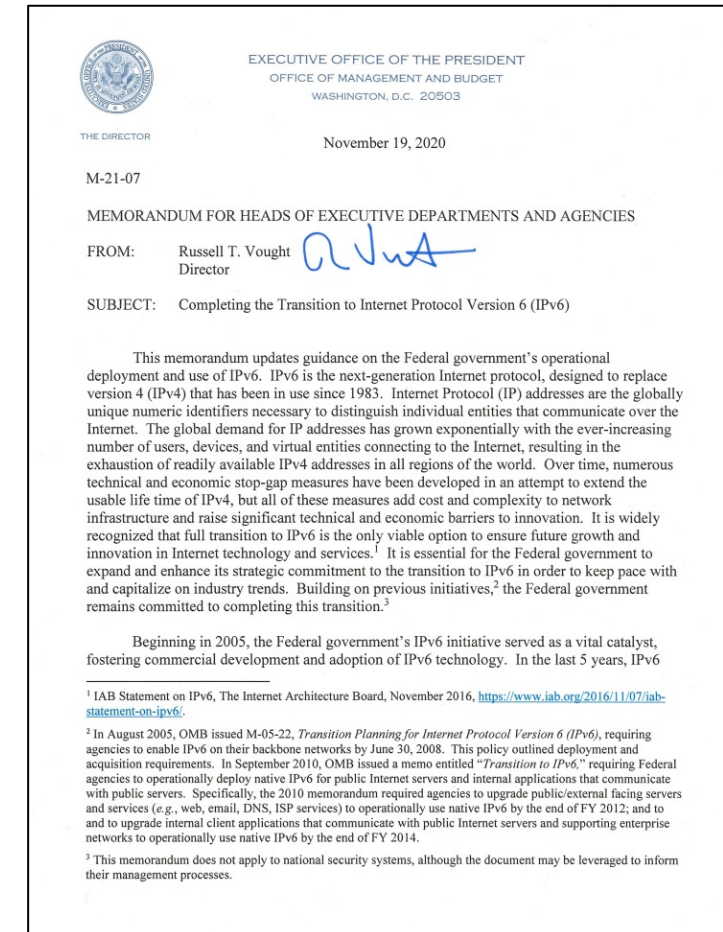 EXECUTIVE OFFICE OF THE PRESIDENT
OFFICE OF MANAGEMENT AND BUDGET
WASHINGTON, D.C. 20503
THE DIRECTOR
November 19, 2020
M-21-07
MEMORANDUM FOR HEADS OF EXECUTIVE DEPARTMENTS AND AGENCIES
FROM: Russell T. Vought
Director
SUBJECT: Completing the Transition to Internet Protocol Version 6 (IPv6)
This memorandum updates guidance on the Federal government's operational
deployment and use of IPv6. IPv6 is the next-generation Internet protocol, designed to replace
version 4 (IPv4) that has been in use since 1983. Internet Protocol (IP) addresses are the globally
unique numeric identifiers necessary to distinguish individual entities that communicate over the
Internet. The global demand for IP addresses has grown exponentially with the ever-increasing
number of users, devices, and virtual entities connecting to the Internet, resulting in the
exhaustion of readily available IPv4 addresses in all regions of the world. Over time, numerous
technical and economic stop-gap measures have been developed in an attempt to extend the
usable life time of IPv4, but all of these measures add cost and complexity to network
infrastructure and raise significant technical and economic barriers to innovation. It is widely
recognized that full transition to IPv6 is the only viable option to ensure future growth and
innovation in Internet technology and services.1 It is essential for the Federal government to
expand and enhance its strategic commitment to the transition to IPv6 in order to keep pace with
and capitalize on industry trends. Building on previous initiatives,2 the Federal government
remains committed to completing this transition.3
Beginning in 2005, the Federal government's IPv6 initiative served as a vital catalyst,
fostering commercial development and adoption of IPv6 technology. In the last 5 years, IPv6
1 IAB Statement on IPv6, The Internet Architecture Board, November 2016, https://www.iab.org/2016/11/07/iab-
statement-on-ipv6/.
2 In August 2005, OMB issued M-05-22, Transition Planning for Internet Protocol Version 6 (IPv6), requiring
agencies to enable IPv6 on their backbone networks by June 30, 2008. This policy outlined deployment and
acquisition requirements. In September 2010, OMB issued a memo entitled "Transition to IPv6," requiring Federal
agencies to operationally deploy native IPv6 for public Internet servers and internal applications that communicate
with public servers. Specifically, the 2010 memorandum required agencies to upgrade public/external facing servers
and services (e.g., web, email, DNS, ISP services) to operationally use native IPv6 by the end of FY 2012; and to
and to upgrade internal client applications that communicate with public Internet servers and supporting enterprise
networks to operationally use native IPv6 by the end of FY 2014.
3 This memorandum does not apply to national security systems, although the document may be leveraged to inform
their management processes.